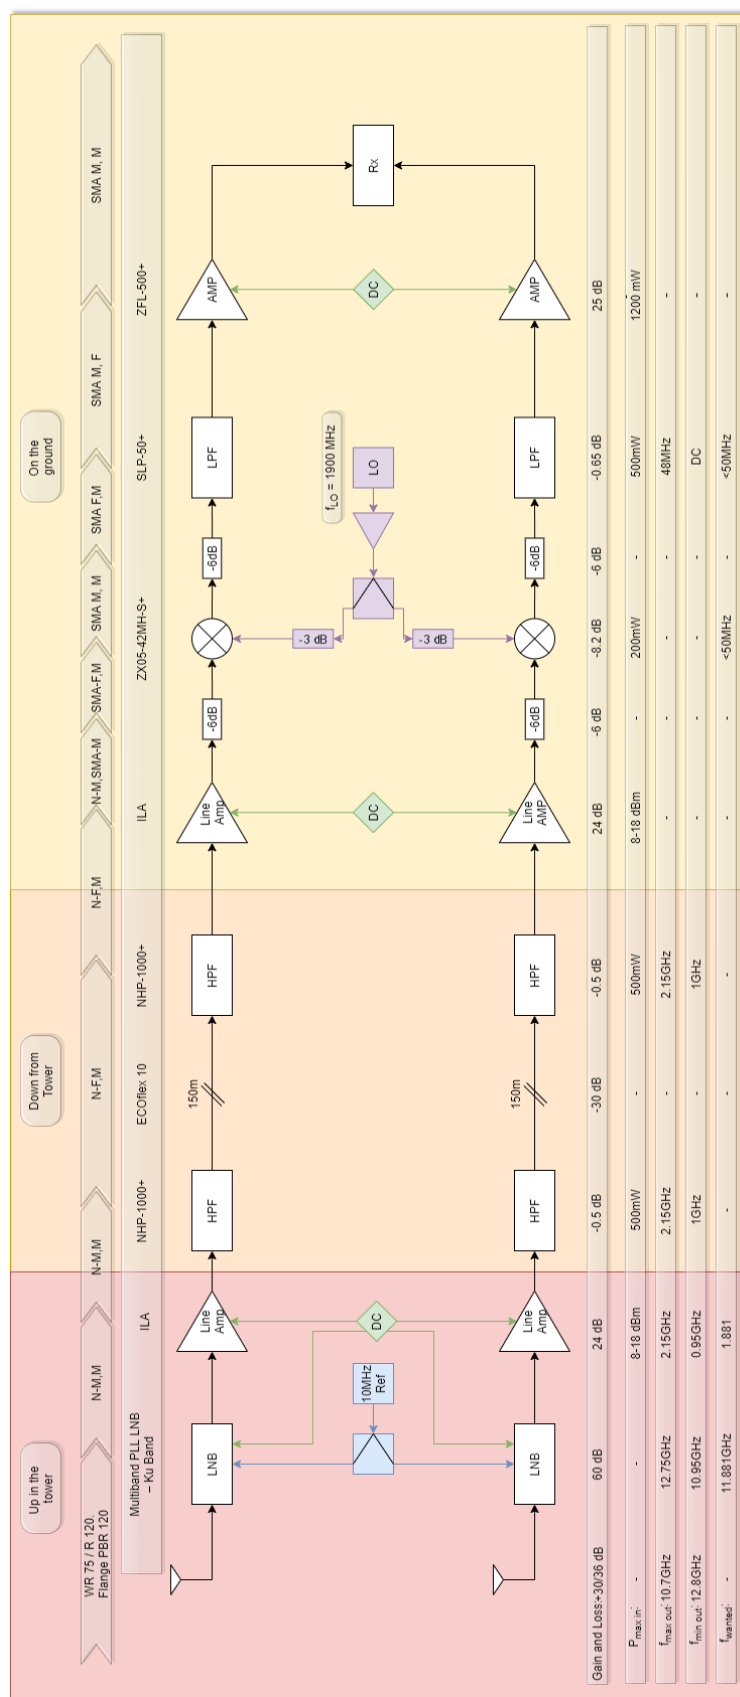 Up in the
tower
Down from
Tower
On the
ground
WR 75 / R 120.
Flange PBR 120
N-M,M
N-M,M
N-F,M
N-F,M
N-M,SMA-M
SMA-F,M
SMA M, M
SMA F,M
SMA M, F
SMA M, M
Multiband PLL LNB
– Ku Band
ILA
NHP-1000+
ECOflex 10
NHP-1000+
ILA
ZX05-42MH-S+
SLP-50+
ZFL-500+
LNB
Line
Amp
HPF
150m
HPF
Line
Amp
-6dB
-6dB
LPF
AMP
10MHz
Ref
DC
DC
-3 dB
-3 dB
fLO = 1900 MHz
LO
DC
Rx
LNB
Line
Amp
HPF
150m
HPF
Line
AMP
-6dB
-6dB
LPF
AMP
Gain and Loss:+30/36 dB 60 dB 24 dB -0.5 dB -30 dB -0.5 dB 24 dB -6 dB -8.2 dB -6 dB -0.65 dB 25 dB
Pmax in: - - 8-18 dBm 500mW - 500mW 8-18 dBm - 200mW - 500mW 1200 mW
fmax out: 10.7GHz 12.75GHz 2.15GHz 2.15GHz - 2.15GHz - - - 48MHz -
fmin out: 12.8GHz 10.95GHz 0.95GHz 1GHz - 1GHz - - - DC -
fwanted: - 11.881GHz 1.881 - - - - - <50MHz - <50MHz -